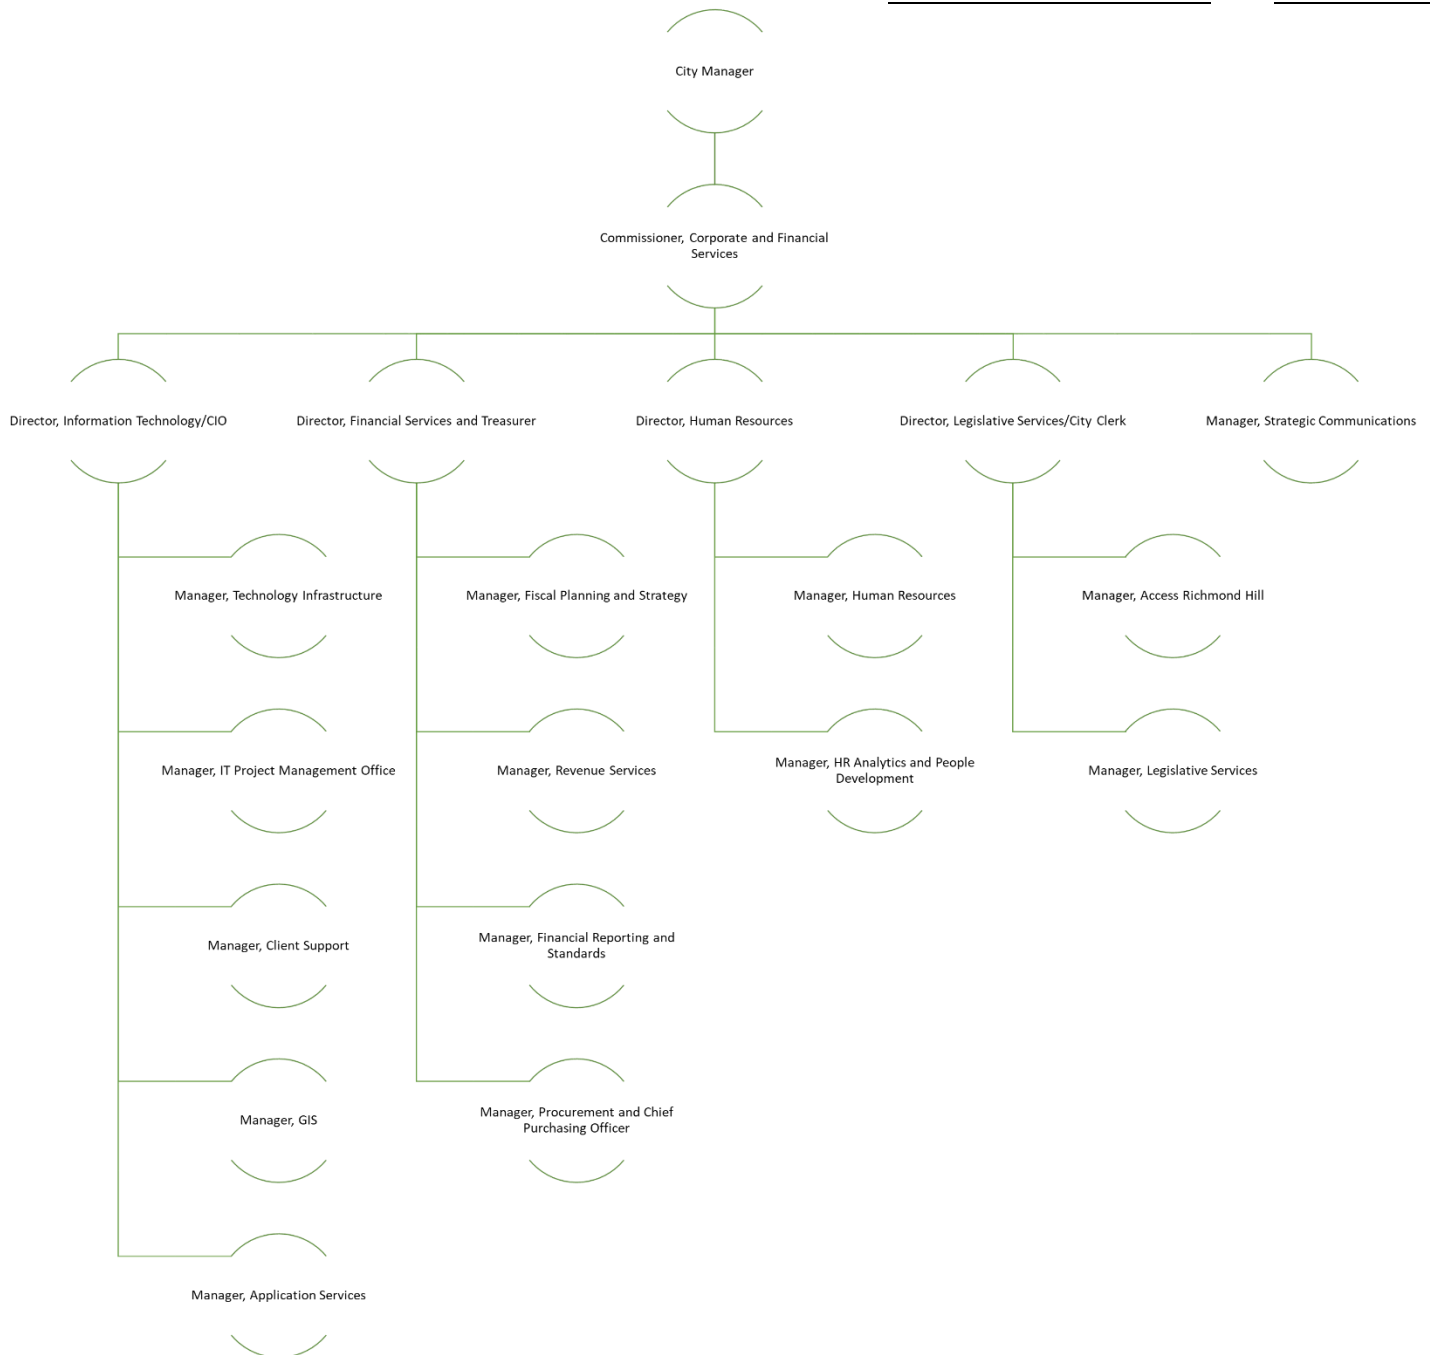 City Manager
Commissioner, Corporate and Financial
Services
Director, Information Technology/CIO
Director, Financial Services and Treasurer
Director, Human Resources
Director, Legislative Services/City Clerk
Manager, Strategic Communications
Manager, Technology Infrastructure
Manager, Fiscal Planning and Strategy
Manager, Human Resources
Manager, Access Richmond Hill
Manager, IT Project Management Office
Manager, Revenue Services
Manager, HR Analytics and People
Development
Manager, Legislative Services
Manager, Client Support
Manager, Financial Reporting and
Standards
Manager, GIS
Manager, Procurement and Chief
Purchasing Officer
Manager, Application Services